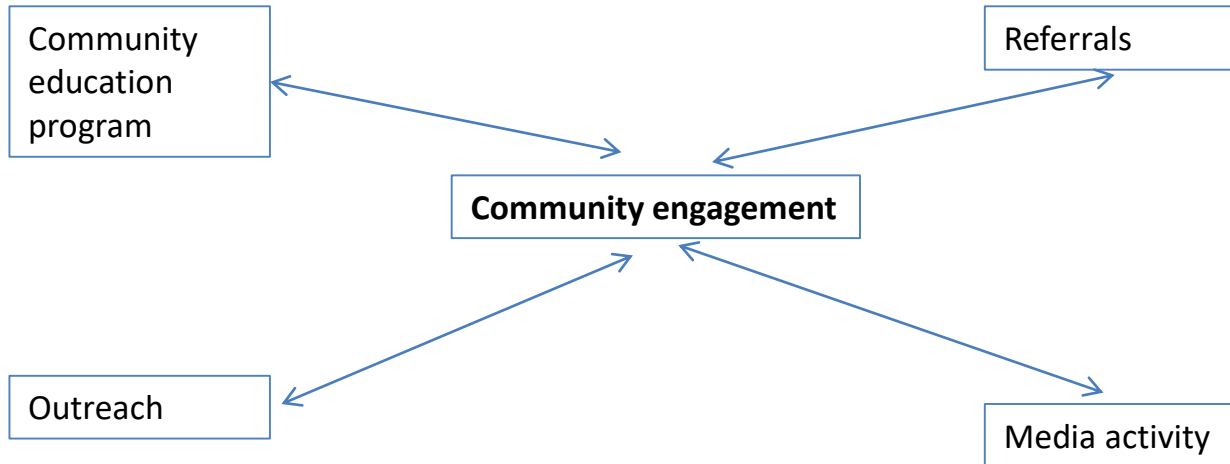 Community
education
program
Referrals
Community engagement
Outreach
Media activity